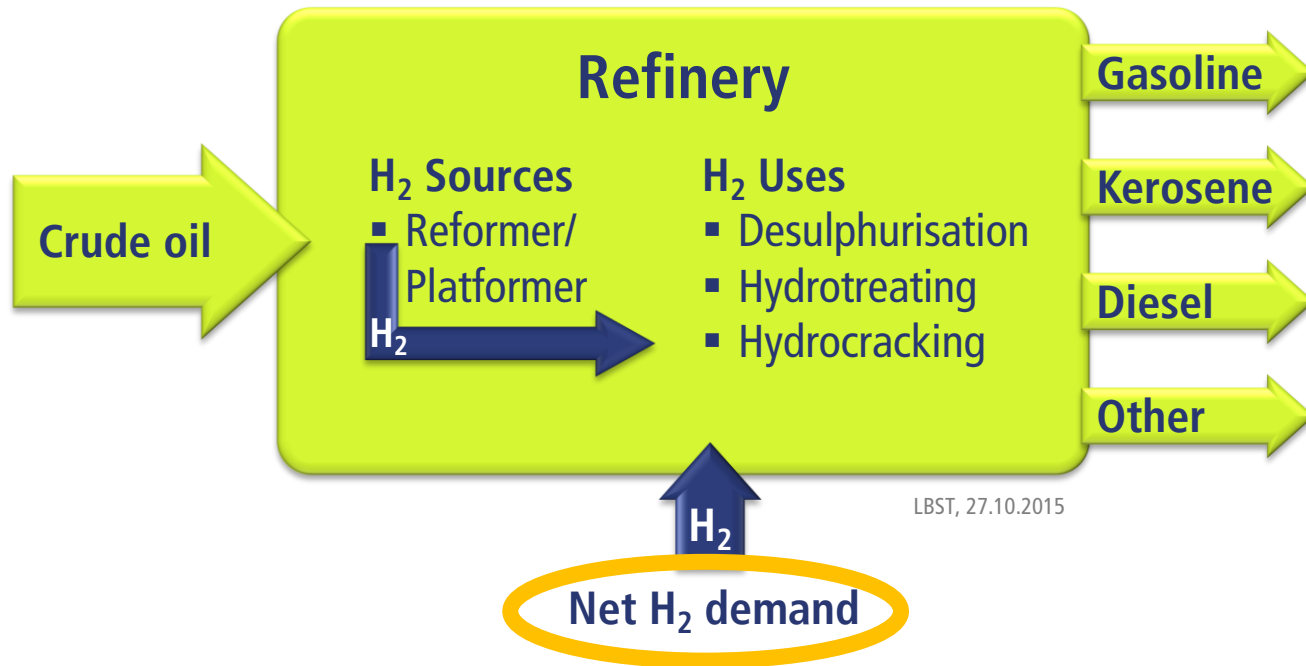 Refinery
Crude oil
H₂ Sources
▪ Reformer/
Platformer
H₂
H₂ Uses
▪ Desulphurisation
▪ Hydrotreating
▪ Hydrocracking
Gasoline
Kerosene
Diesel
Other
LBST, 27.10.2015
H₂
Net H₂ demand